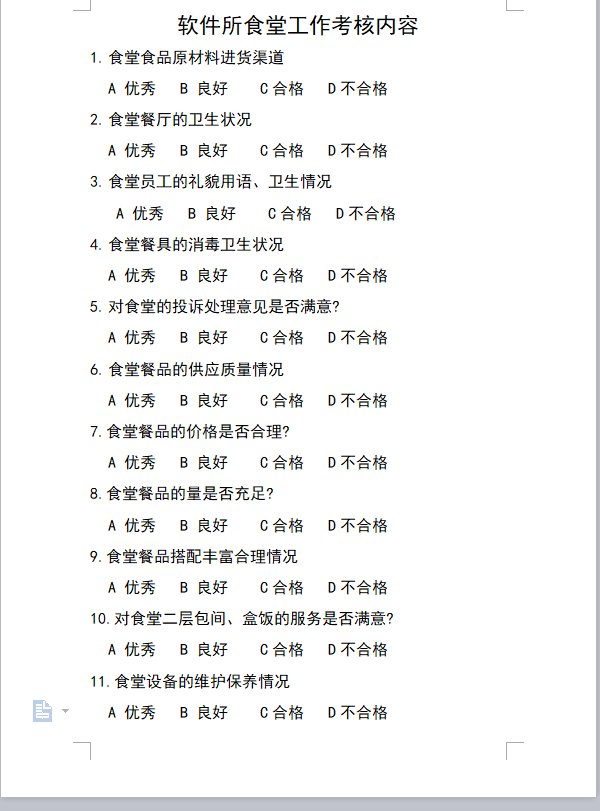 软件所食堂工作考核内容
1. 食堂食品原材料进货渠道
A 优秀 B 良好 C 合格 D 不合格
2. 食堂餐厅的卫生状况
A 优秀 B 良好 C 合格 D 不合格
3. 食堂员工的礼貌用语、卫生情况
A 优秀 B 良好 C 合格 D 不合格
4. 食堂餐具的消毒卫生状况
A 优秀 B 良好 C 合格 D 不合格
5. 对食堂的投诉处理意见是否满意?
A 优秀 B 良好 C 合格 D 不合格
6. 食堂餐品的供应质量情况
A 优秀 B 良好 C 合格 D 不合格
7. 食堂餐品的价格是否合理?
A 优秀 B 良好 C 合格 D 不合格
8. 食堂餐品的量是否充足?
A 优秀 B 良好 C 合格 D 不合格
9. 食堂餐品搭配丰富合理情况
A 优秀 B 良好 C 合格 D 不合格
10. 对食堂二层包间、盒饭的服务是否满意?
A 优秀 B 良好 C 合格 D 不合格
11. 食堂设备的维护保养情况
A 优秀 B 良好 C 合格 D 不合格